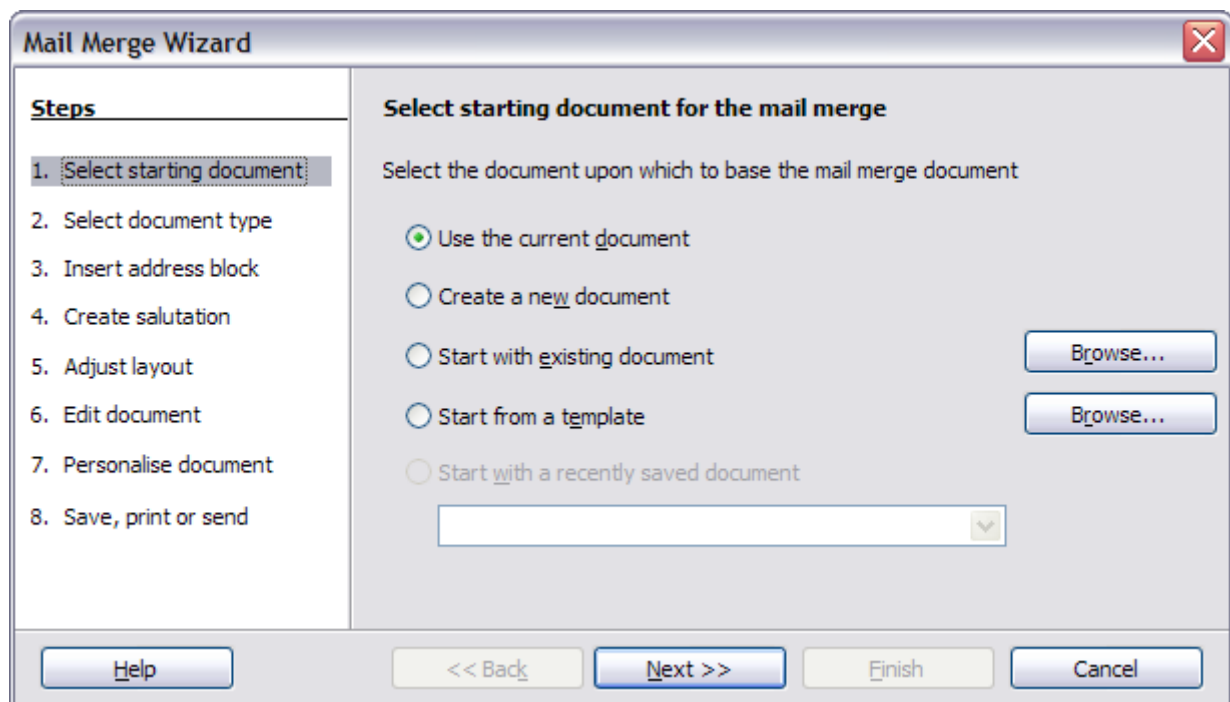 Mail Merge Wizard
Steps
1. Select starting document
2. Select document type
3. Insert address block
4. Create salutation
5. Adjust layout
6. Edit document
7. Personalise document
8. Save, print or send
Select starting document for the mail merge
Select the document upon which to base the mail merge document
Use the current document
Create a new document
Start with existing document
Browse...
Start from a template
Browse...
Start with a recently saved document
Help
<< Back
Next >>
Finish
Cancel